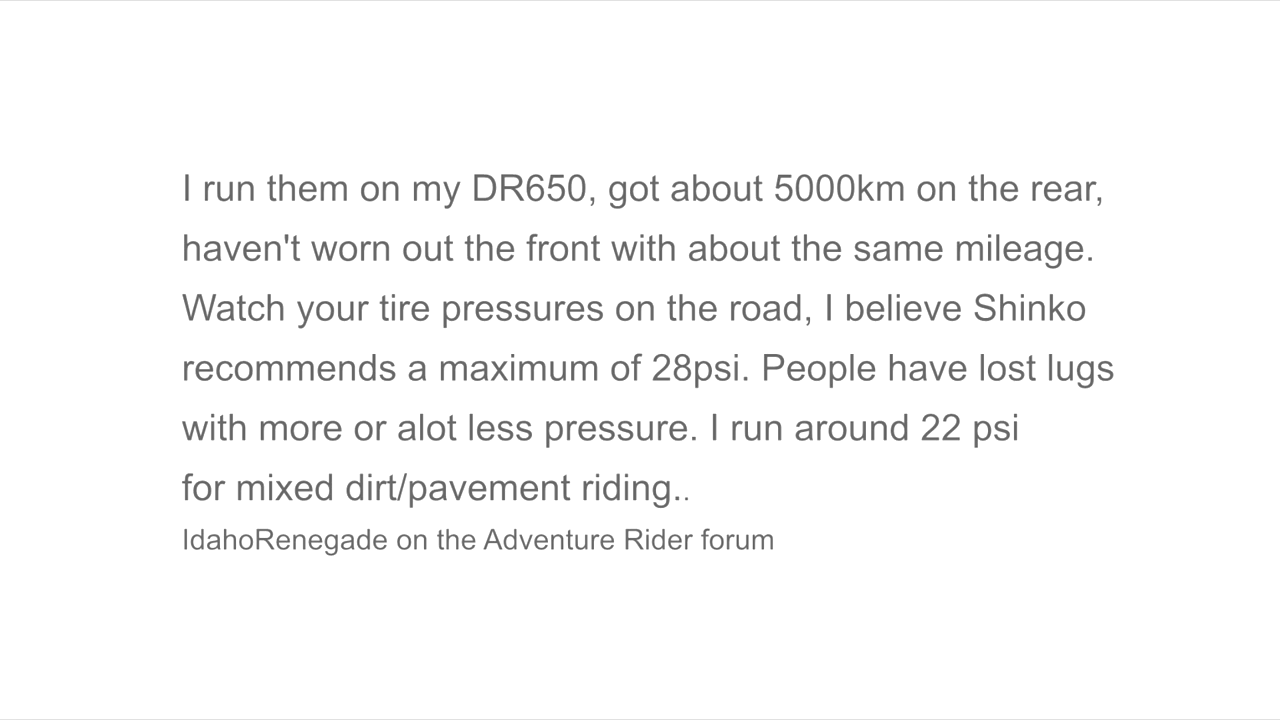 I run them on my DR650, got about 5000km on the rear,
haven't worn out the front with about the same mileage.
Watch your tire pressures on the road, I believe Shinko
recommends a maximum of 28psi. People have lost lugs
with more or alot less pressure. I run around 22 psi
for mixed dirt/pavement riding..
IdahoRenegade on the Adventure Rider forum